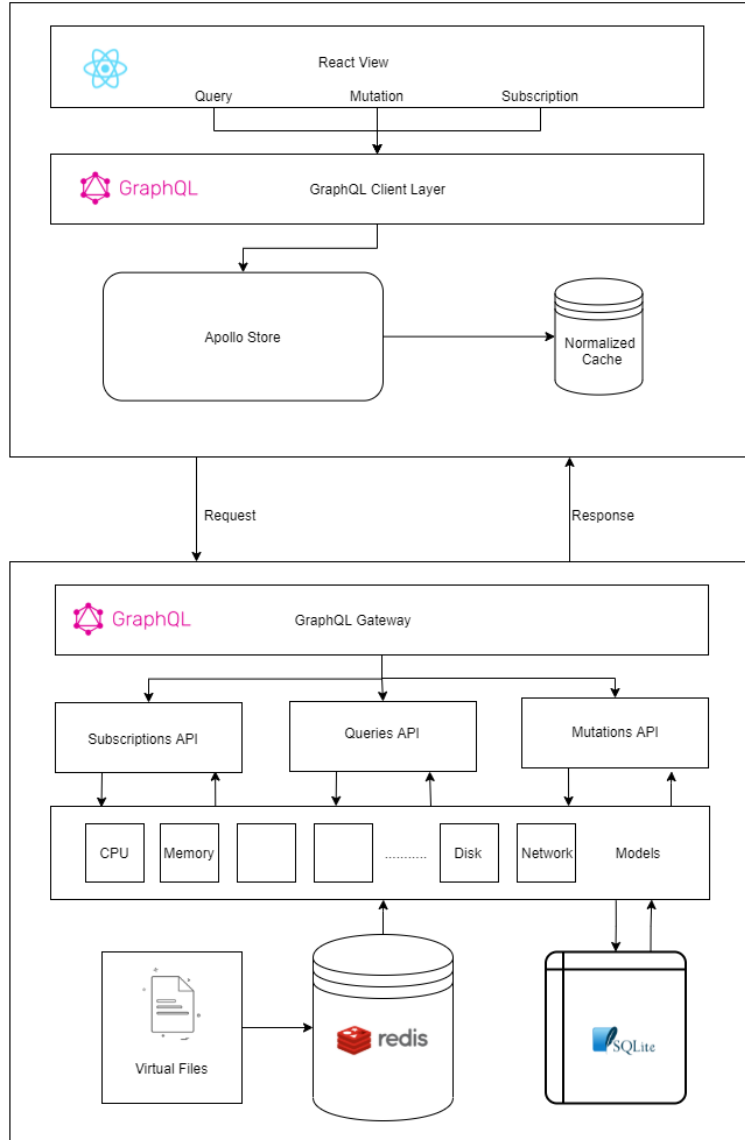 React View
Query Mutation Subscription
GraphQL GraphQL Client Layer
Apollo Store
Normalized
Cache
Request Response
GraphQL GraphQL Gateway
Subscriptions API Queries API Mutations API
CPU Memory ........... Disk Network Models
redis
SQLite
Virtual Files